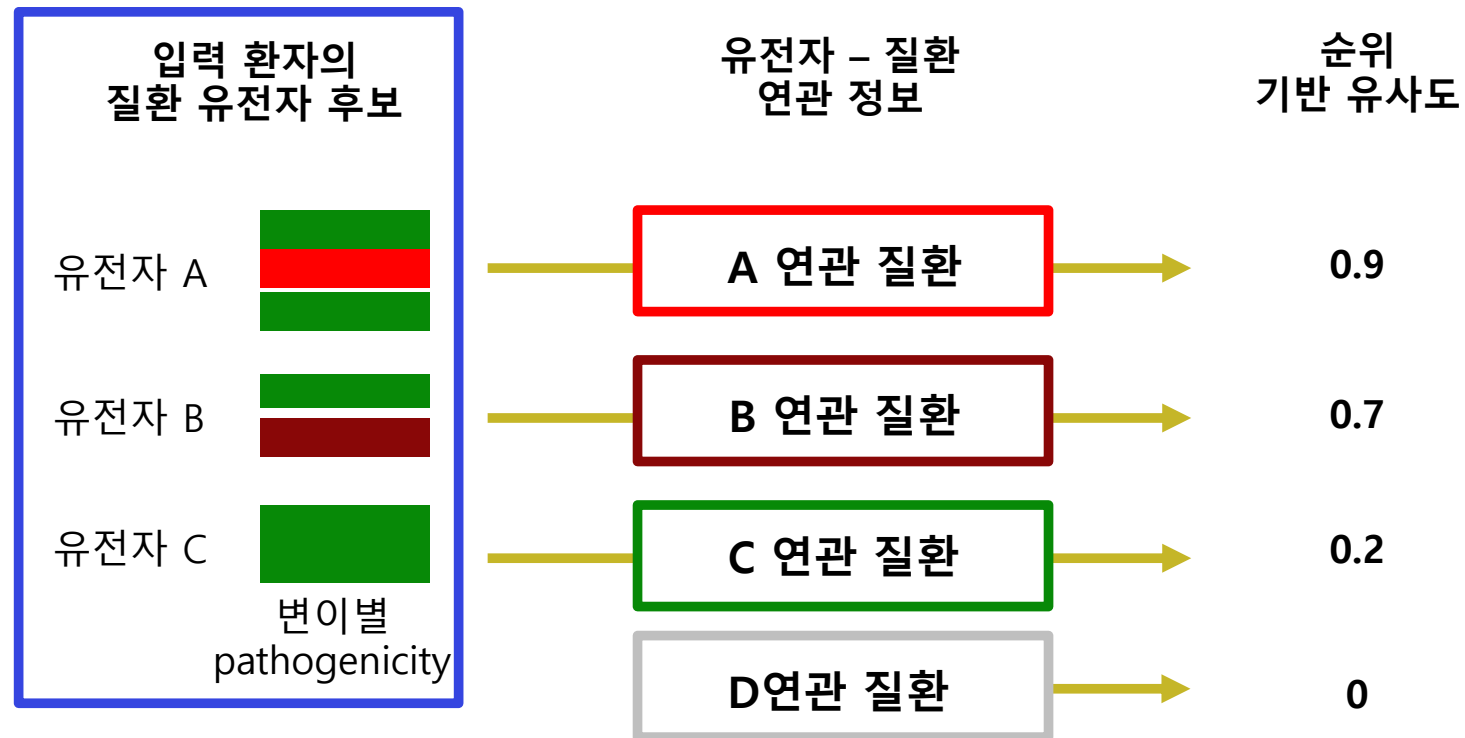 입력 환자의
질환 유전자 후보
유전자 – 질환
연관 정보
순위
기반 유사도
유전자 A
A 연관 질환
0.9
유전자 B
B 연관 질환
0.7
유전자 C
C 연관 질환
0.2
변이별
pathogenicity
D연관 질환
0